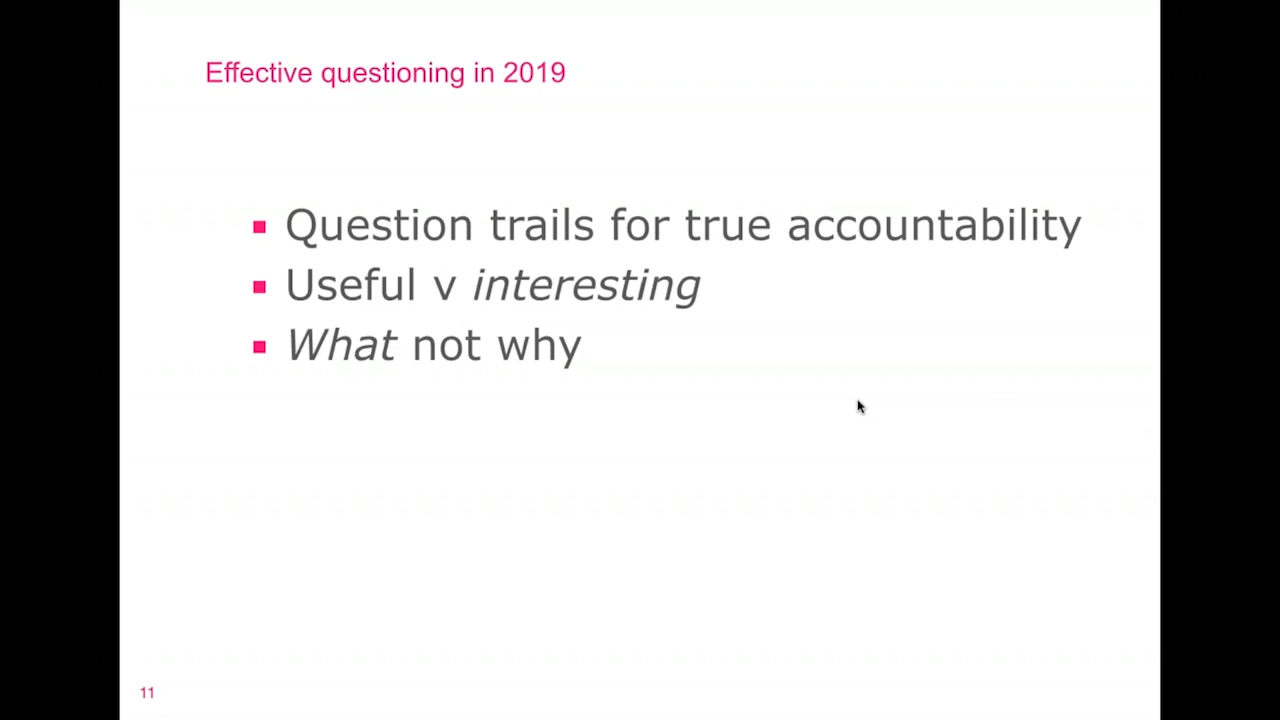 Effective questioning in 2019
Question trails for true accountability
Useful v interesting
What not why
11